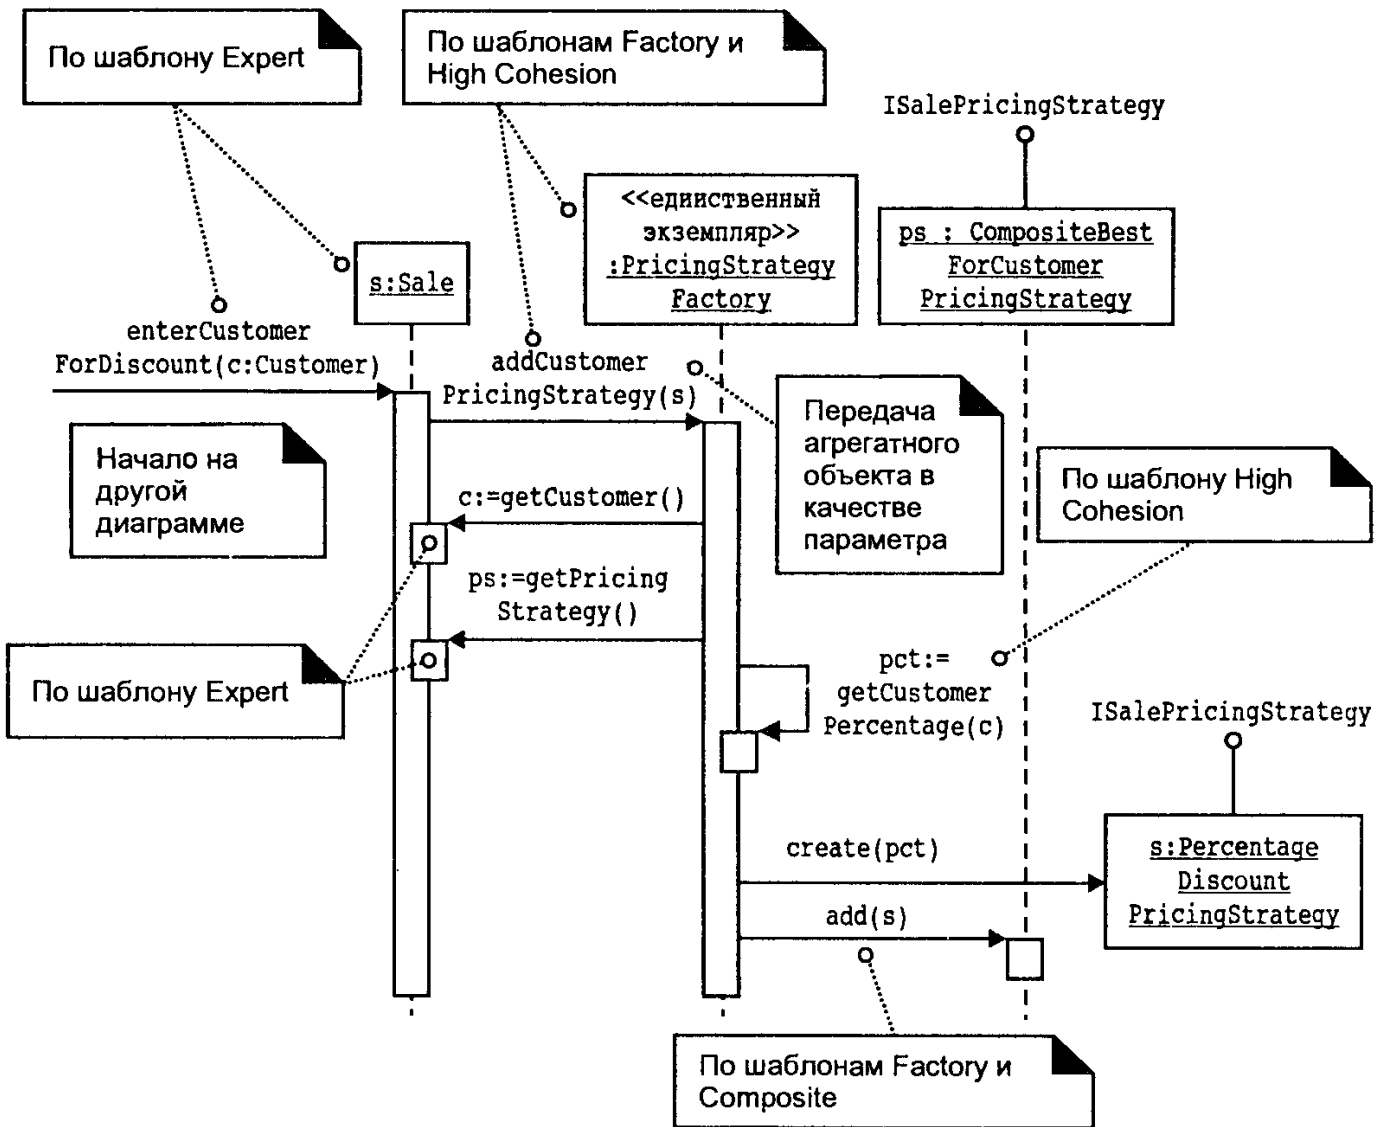 По шаблону Expert
По шаблонам Factory и
High Cohesion
ISalePricingStrategy
<<единственный
экземпляр>>
:PricingStrategy
Factory
ps : CompositeBest
ForCustomer
PricingStrategy
s:Sale
enterCustomer
ForDiscount(c:Customer)
addCustomer
PricingStrategy(s)
Передача
агрегатного
объекта в
качестве
параметра
Начало на
другой
диаграмме
По шаблону High
Cohesion
c:=getCustomer()
ps:=getPricing
Strategy()
По шаблону Expert
pct:=
getCustomer
Percentage(c)
ISalePricingStrategy
create(pct)
s:Percentage
Discount
PricingStrategy
add(s)
По шаблонам Factory и
Composite